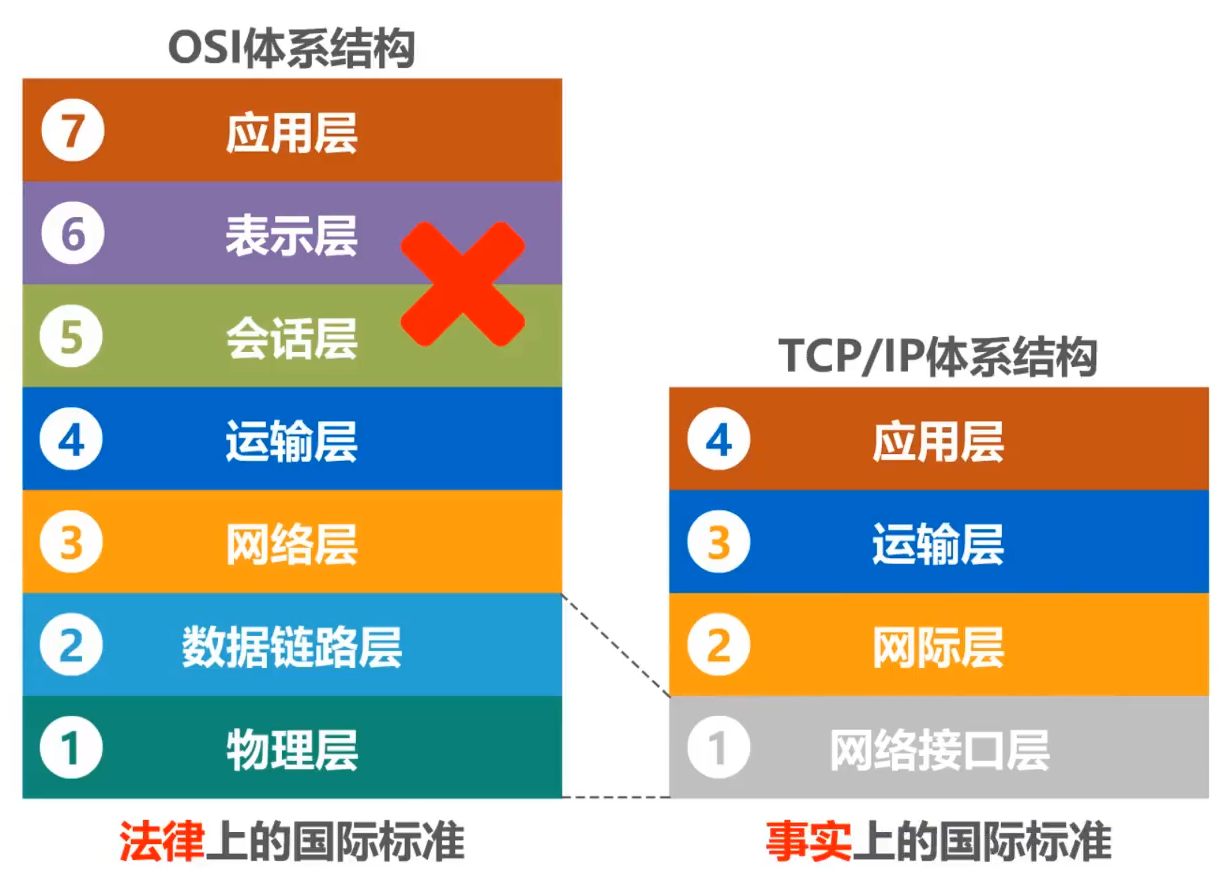 OSI体系结构
7 应用层
6 表示层
5 会话层
4 运输层
3 网络层
2 数据链路层
1 物理层
法律上的国际标准
TCP/IP体系结构
4 应用层
3 运输层
2 网际层
1 网络接口层
事实上的国际标准